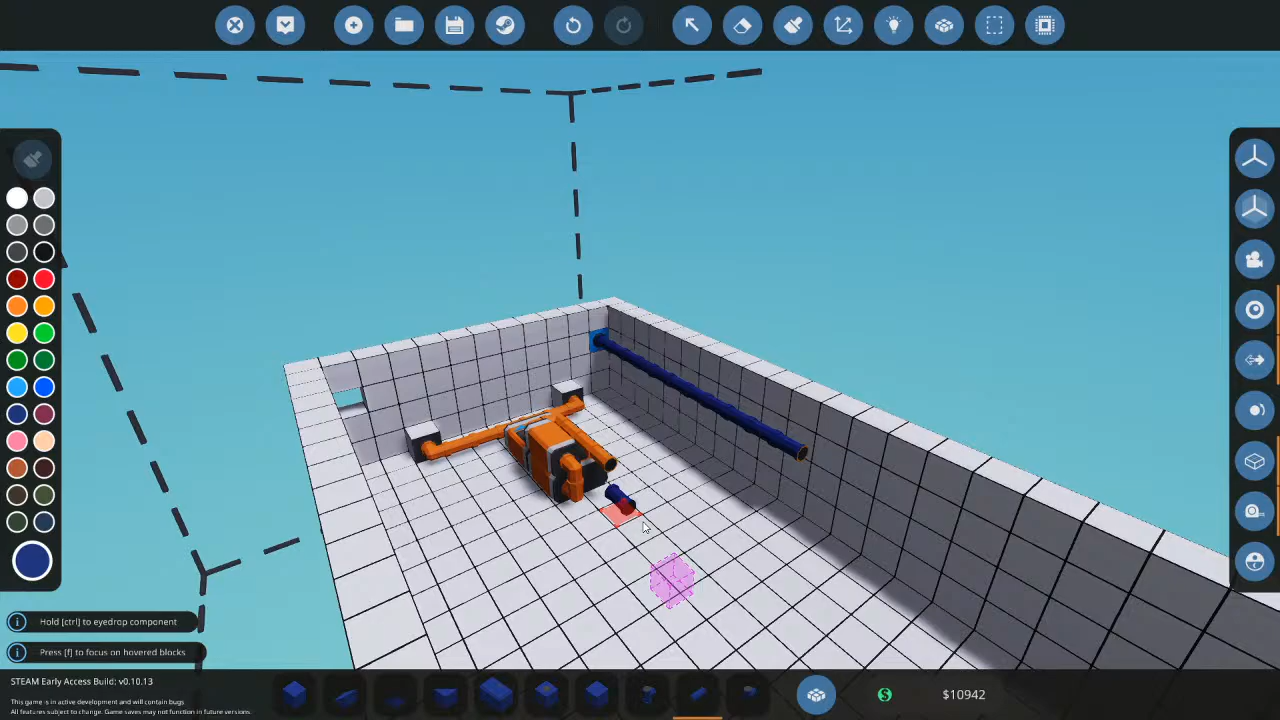 Hold [ctrl] to eyedrop component
Press [f] to focus on hovered blocks
STEAM Early Access Build: v0.10.13
This game is in active development and will contain bugs
All features subject to change. Game saves may not function in future versions.
$10942